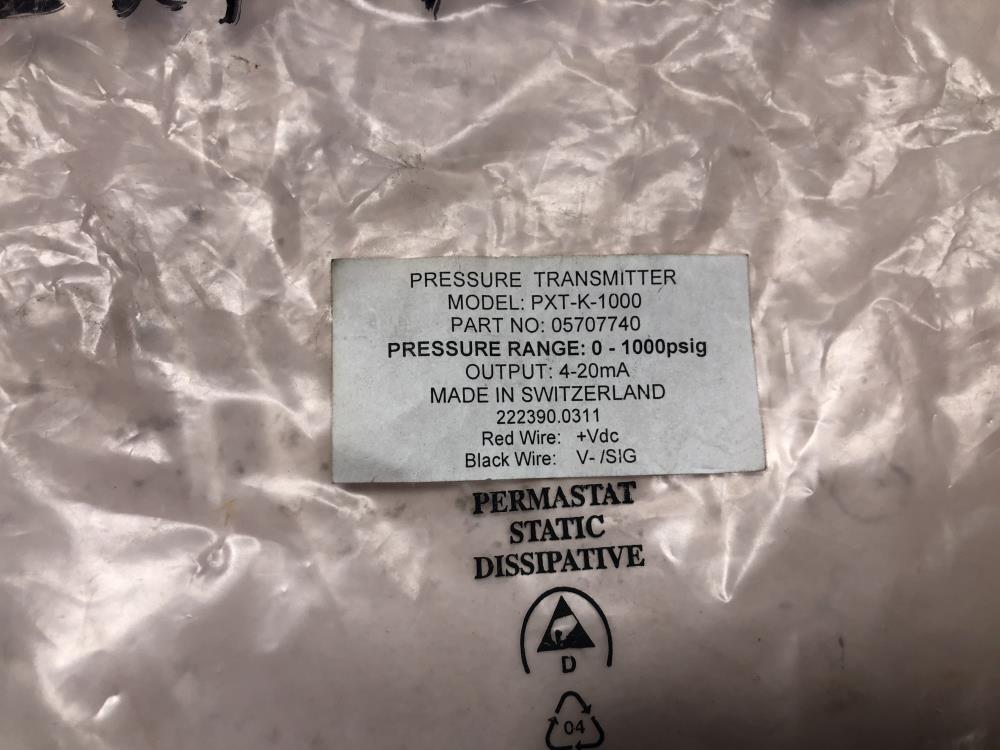 PRESSURE TRANSMITTER
MODEL: PXT-K-1000
PART NO: 05707740
PRESSURE RANGE: 0 - 1000psig
OUTPUT: 4-20mA
MADE IN SWITZERLAND
222390.0311
Red Wire: +Vdc
Black Wire: V- /SIG
PERMASTAT
STATIC
DISSIPATIVE
D
04